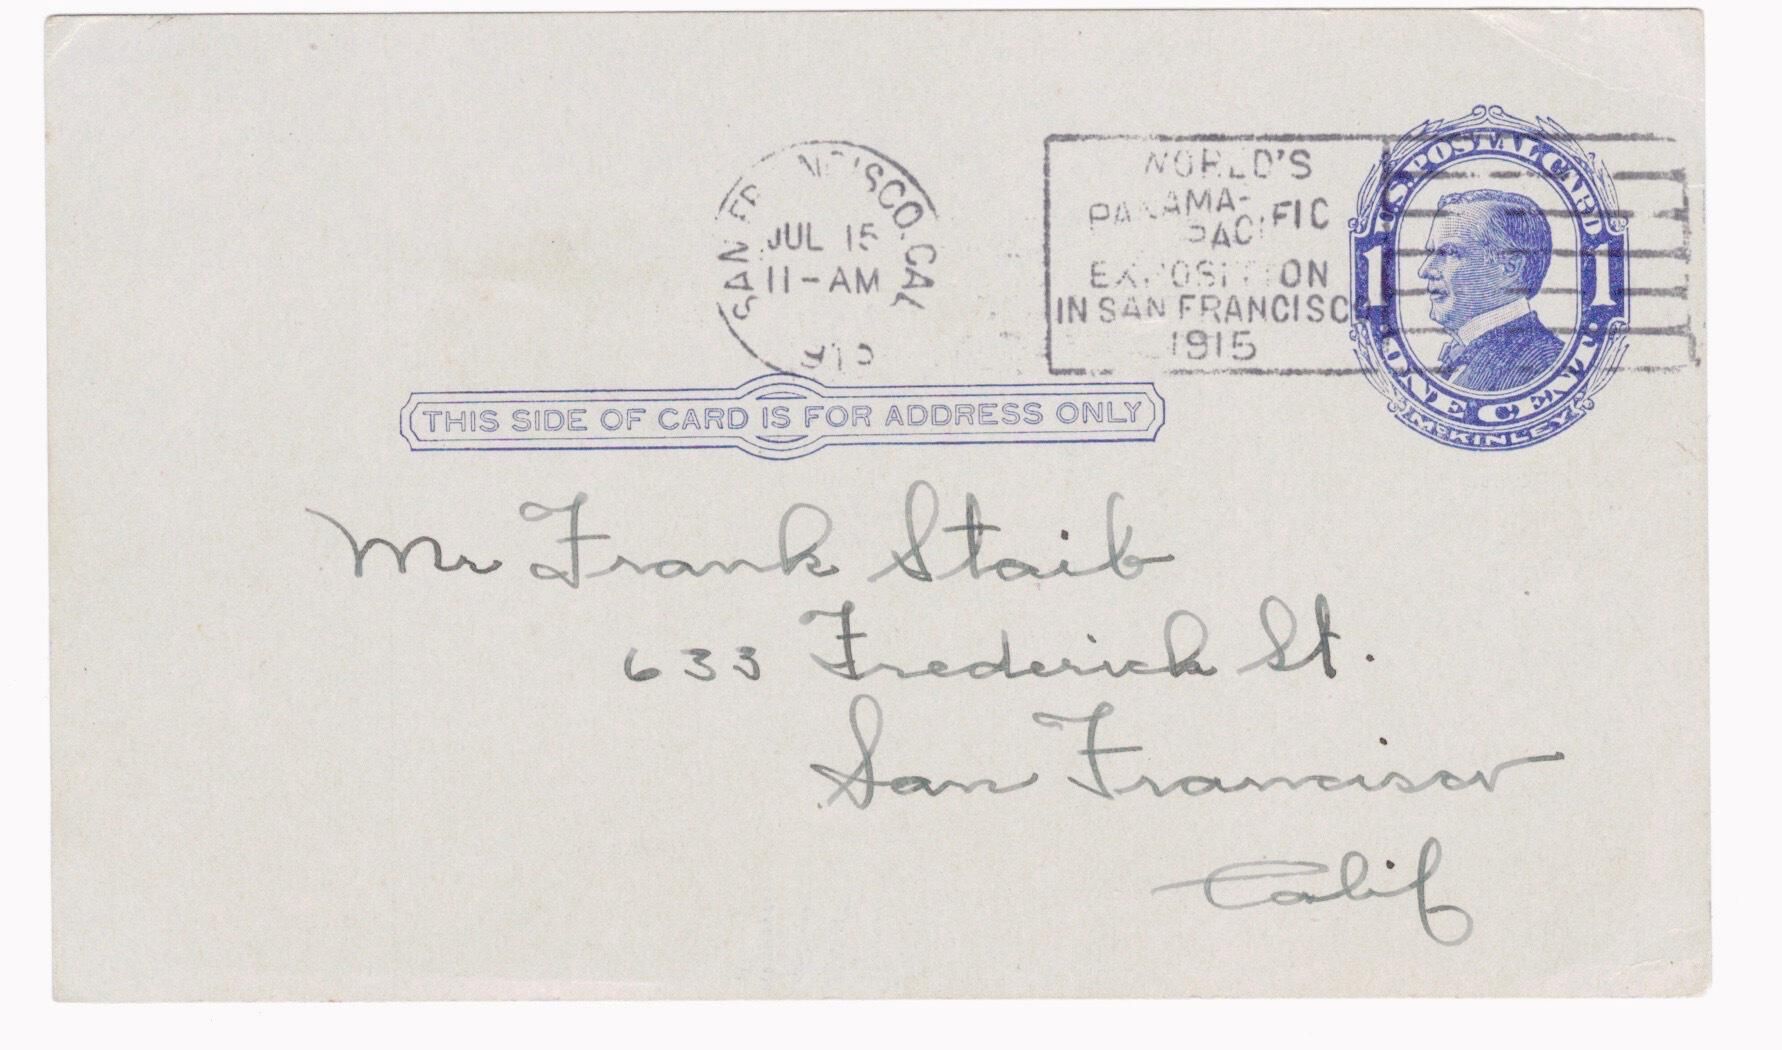 SAN FRANCISCO, CAL
JUL 15
11-AM
WORLD'S
PANAMA-
PACIFIC
EXPOSITION
IN SAN FRANCISCO
1915
U.S. POSTAL CARD
1 1
ONE CENT
McKINLEY
THIS SIDE OF CARD IS FOR ADDRESS ONLY
Mr Frank Staib
633 Frederick St.
San Francisco
Calif